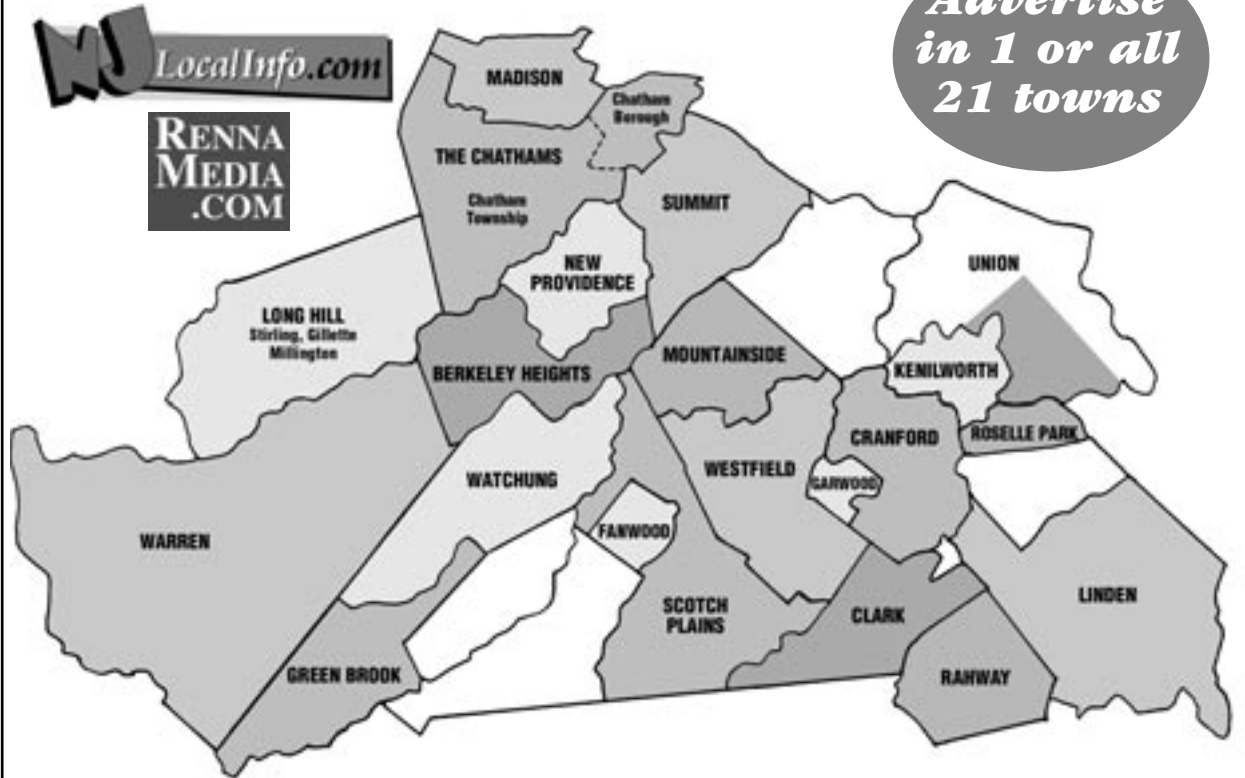 NJ LocalInfo.com
RENNA
MEDIA
.COM
Advertise
in 1 or all
21 towns
MADISON
Chatham
Borough
THE CHATHAMS
Chatham
Township
SUMMIT
NEW
PROVIDENCE
UNION
LONG HILL
Stirling, Gillette
Millington
BERKELEY HEIGHTS
MOUNTAINSIDE
KENILWORTH
CRANFORD
ROSELLE PARK
WATCHUNG
WESTFIELD
GARWOOD
WARREN
FANWOOD
SCOTCH
PLAINS
CLARK
LINDEN
GREEN BROOK
RAHWAY